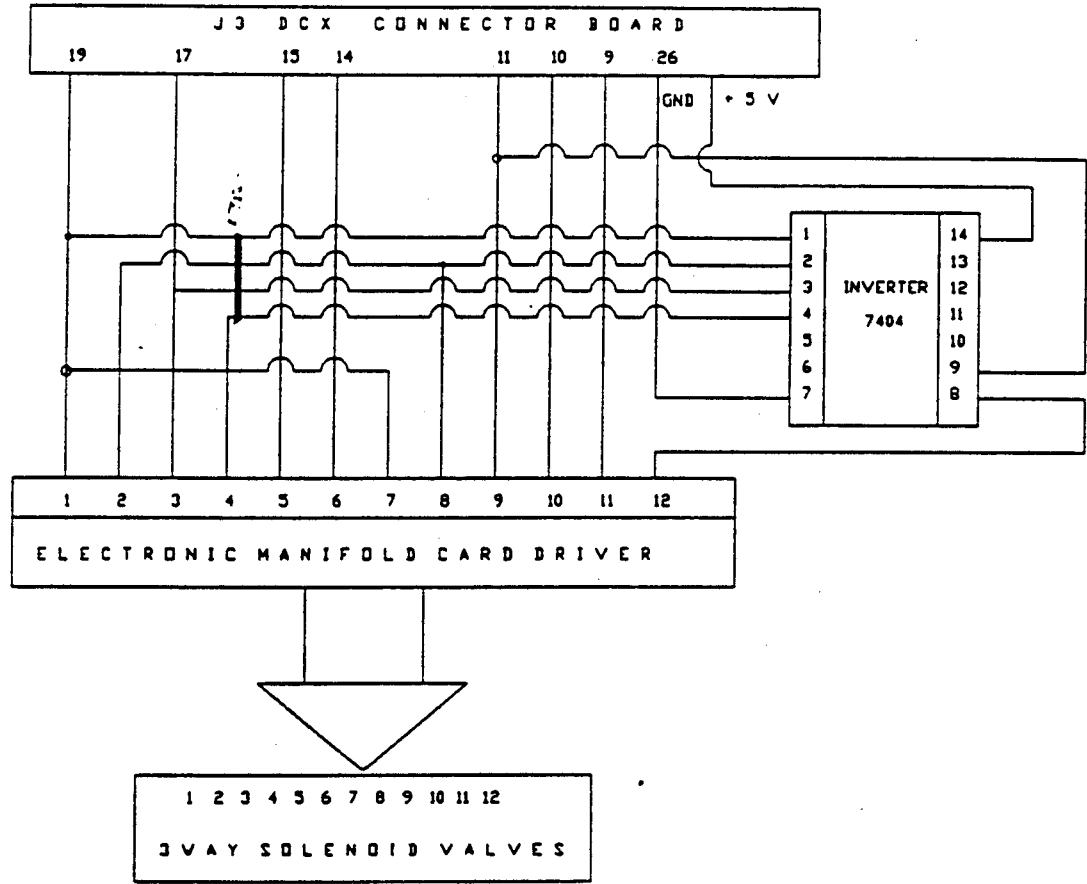 J3 DCX CONNECTOR BOARD
19 17 15 14 11 10 9 26
GND + 5 V
1 14
2 13
3 INVERTER 12
4 7404 11
5 10
6 9
7 8
1 2 3 4 5 6 7 8 9 10 11 12
ELECTRONIC MANIFOLD CARD DRIVER
1 2 3 4 5 6 7 8 9 10 11 12
3WAY SOLENOID VALVES